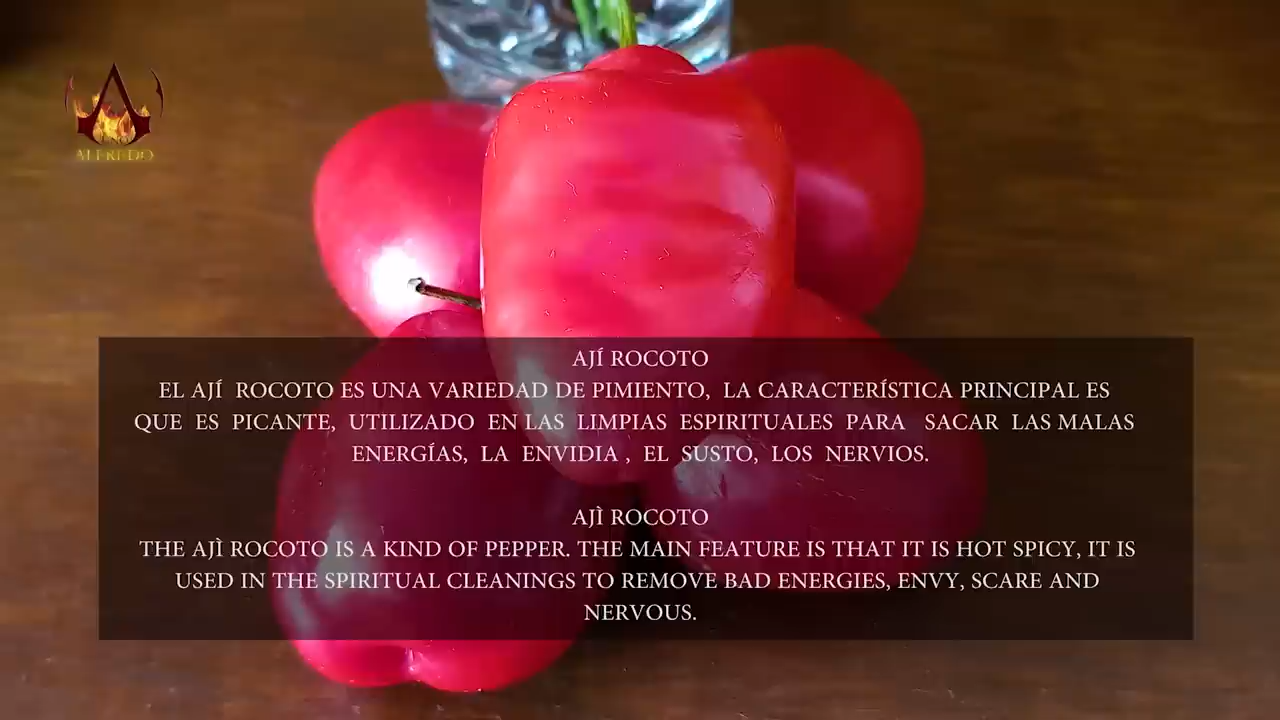 ALFREDO
AJÍ ROCOTO
EL AJÍ ROCOTO ES UNA VARIEDAD DE PIMIENTO, LA CARACTERÍSTICA PRINCIPAL ES
QUE ES PICANTE, UTILIZADO EN LAS LIMPIAS ESPIRITUALES PARA SACAR LAS MALAS
ENERGÍAS, LA ENVIDIA , EL SUSTO, LOS NERVIOS.
AJÌ ROCOTO
THE AJÌ ROCOTO IS A KIND OF PEPPER. THE MAIN FEATURE IS THAT IT IS HOT SPICY, IT IS
USED IN THE SPIRITUAL CLEANINGS TO REMOVE BAD ENERGIES, ENVY, SCARE AND
NERVOUS.